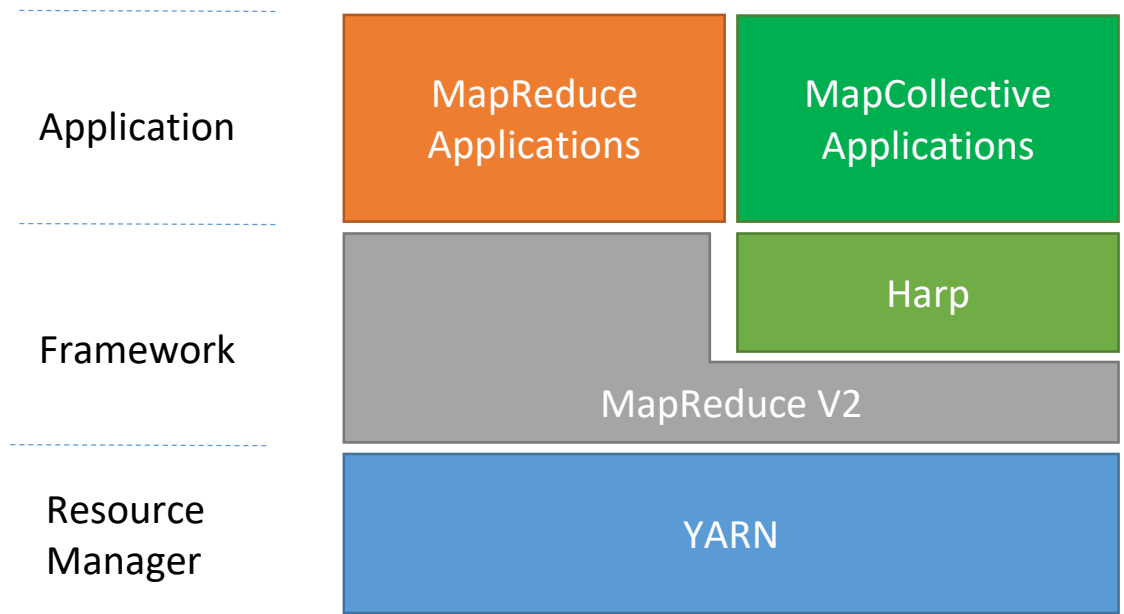 Application
MapReduce
Applications
MapCollective
Applications
Framework
Harp
MapReduce V2
Resource
Manager
YARN